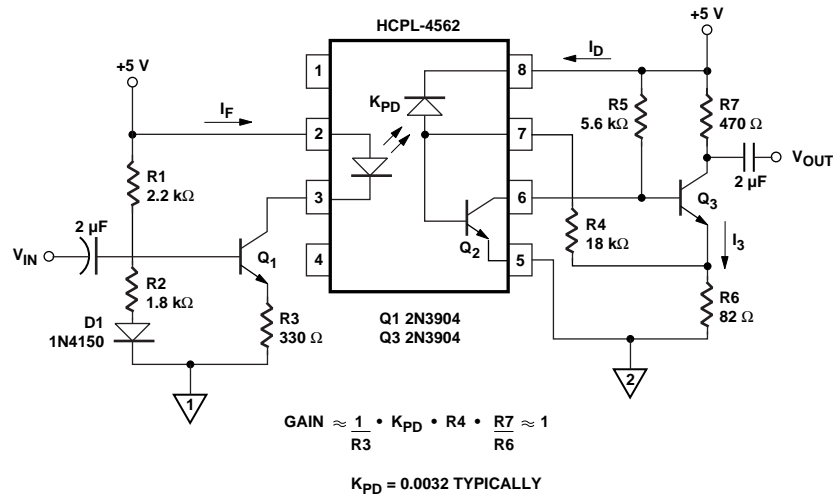 HCPL-4562
+5 V
I_F
1
2
3
4
K_PD
8
7
6
5
Q_2
I_D
+5 V
R5
5.6 kΩ
R7
470 Ω
V_OUT
2 µF
Q_3
I_3
R4
18 kΩ
R6
82 Ω
2
R1
2.2 kΩ
2 µF
V_IN
Q_1
R2
1.8 kΩ
D1
1N4150
R3
330 Ω
1
Q1 2N3904
Q3 2N3904
GAIN ≈ 1/R3 • K_PD • R4 • R7/R6 ≈ 1
K_PD = 0.0032 TYPICALLY